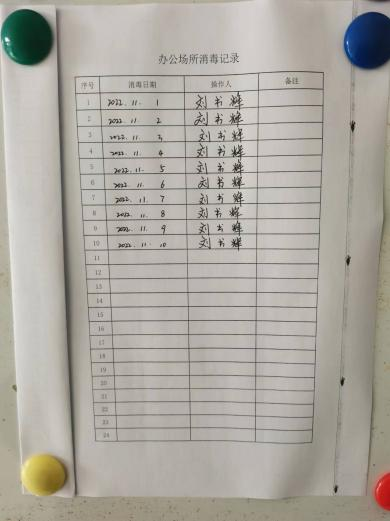 办公场所消毒记录
序号 消毒日期 操作人 备注
1 2022.11. 1 刘书辉
2 2022.11. 2 刘书辉
3 2022.11. 3 刘书辉
4 2022.11. 4 刘书辉
5 2022.11. 5 刘书辉
6 2022.11. 6 刘书辉
7 2022.11. 7 刘书辉
8 2022.11. 8 刘书辉
9 2022.11. 9 刘书辉
10 2022.11. 10 刘书辉
11
12
13
14
15
16
17
18
19
20
21
22
23
24